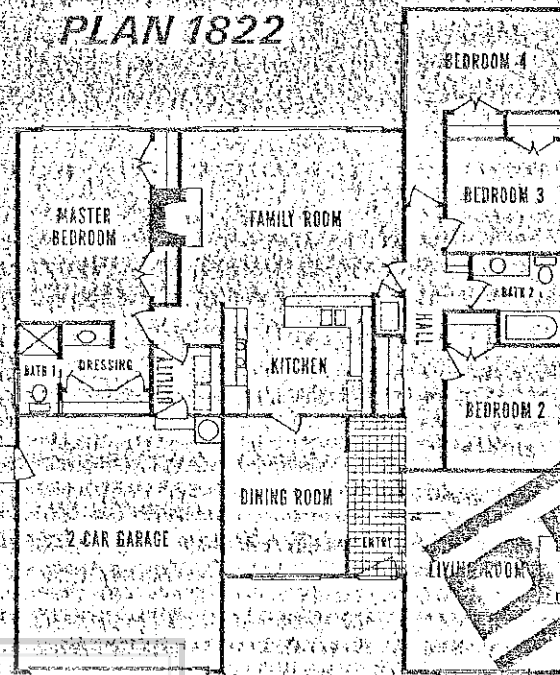 PLAN 1822
BEDROOM 4
BEDROOM 3
MASTER
BEDROOM
FAMILY ROOM
BATH 2
HALL
BATH 1
DRESSING
UTILITY
KITCHEN
BEDROOM 2
DINING ROOM
2 CAR GARAGE
ENTRY
LIVING ROOM